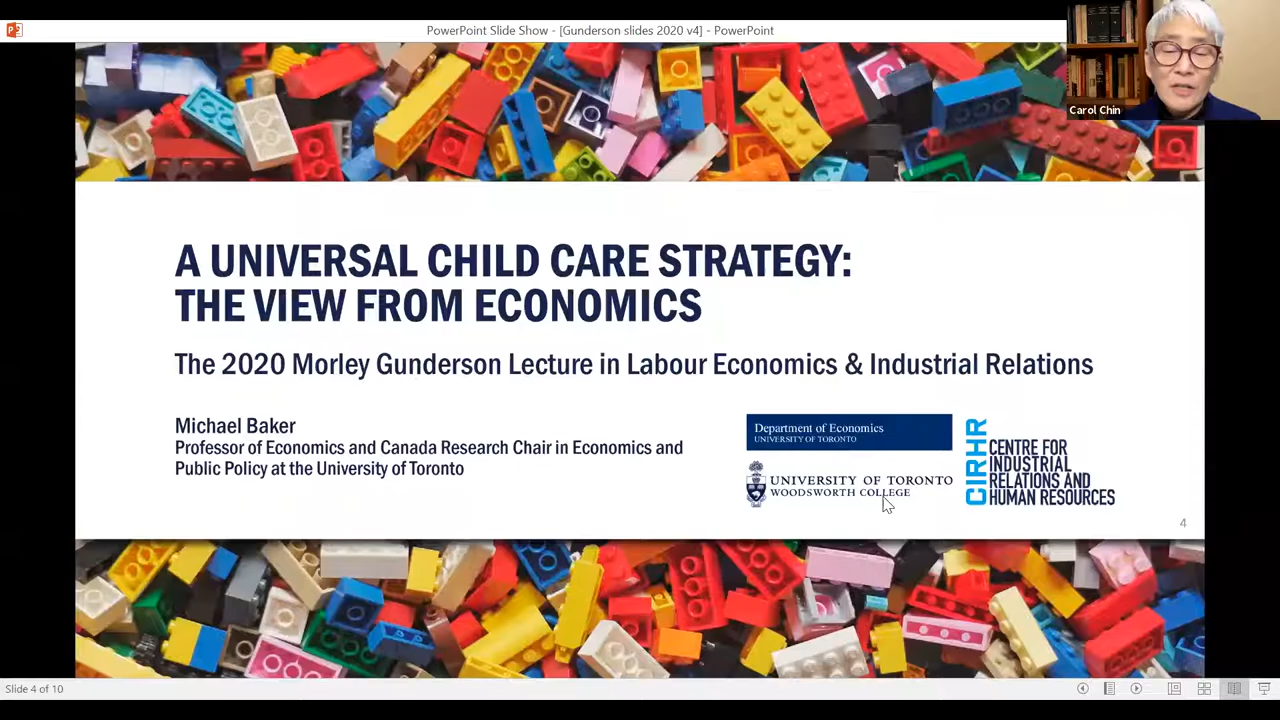 PowerPoint Slide Show - [Gunderson slides 2020 v4] - PowerPoint
Carol Chin
A UNIVERSAL CHILD CARE STRATEGY:
THE VIEW FROM ECONOMICS
The 2020 Morley Gunderson Lecture in Labour Economics & Industrial Relations
Michael Baker
Professor of Economics and Canada Research Chair in Economics and
Public Policy at the University of Toronto
Department of Economics
UNIVERSITY OF TORONTO
UNIVERSITY OF TORONTO
WOODSWORTH COLLEGE
CIRHR
CENTRE FOR
INDUSTRIAL
RELATIONS AND
HUMAN RESOURCES
4
Slide 4 of 10